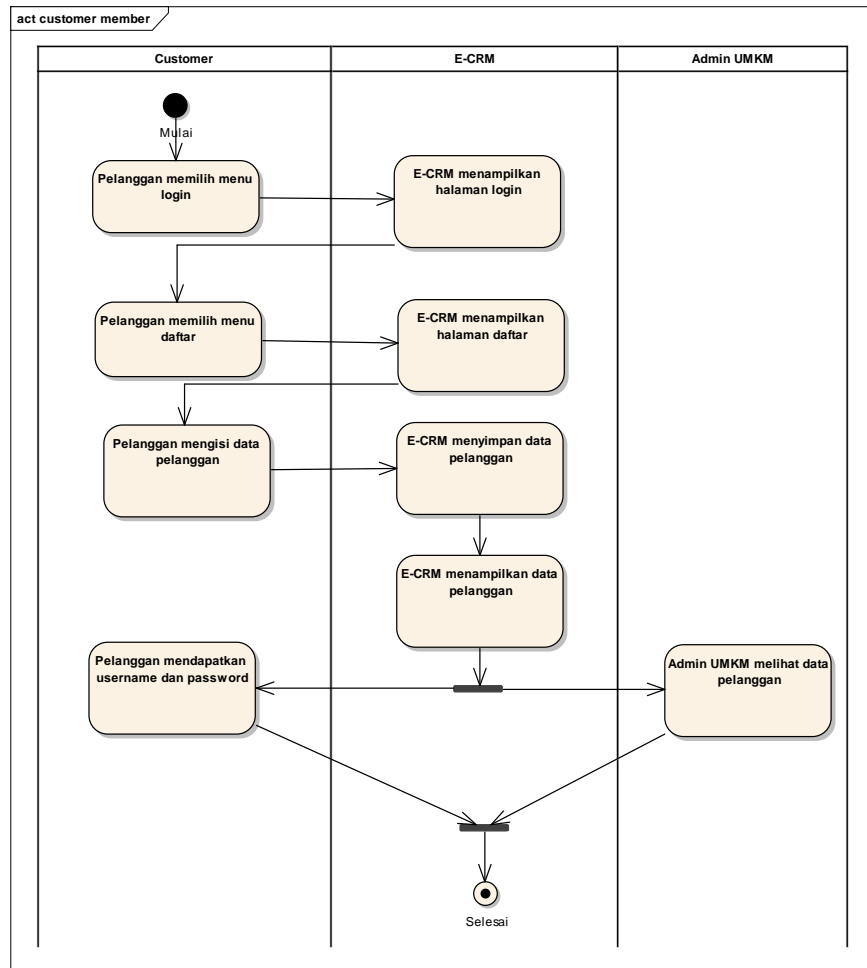 act customer member
Customer
E-CRM
Admin UMKM
Mulai
Pelanggan memilih menu
login
E-CRM menampilkan
halaman login
Pelanggan memilih menu
daftar
E-CRM menampilkan
halaman daftar
Pelanggan mengisi data
pelanggan
E-CRM menyimpan data
pelanggan
E-CRM menampilkan data
pelanggan
Pelanggan mendapatkan
username dan password
Admin UMKM melihat data
pelanggan
Selesai